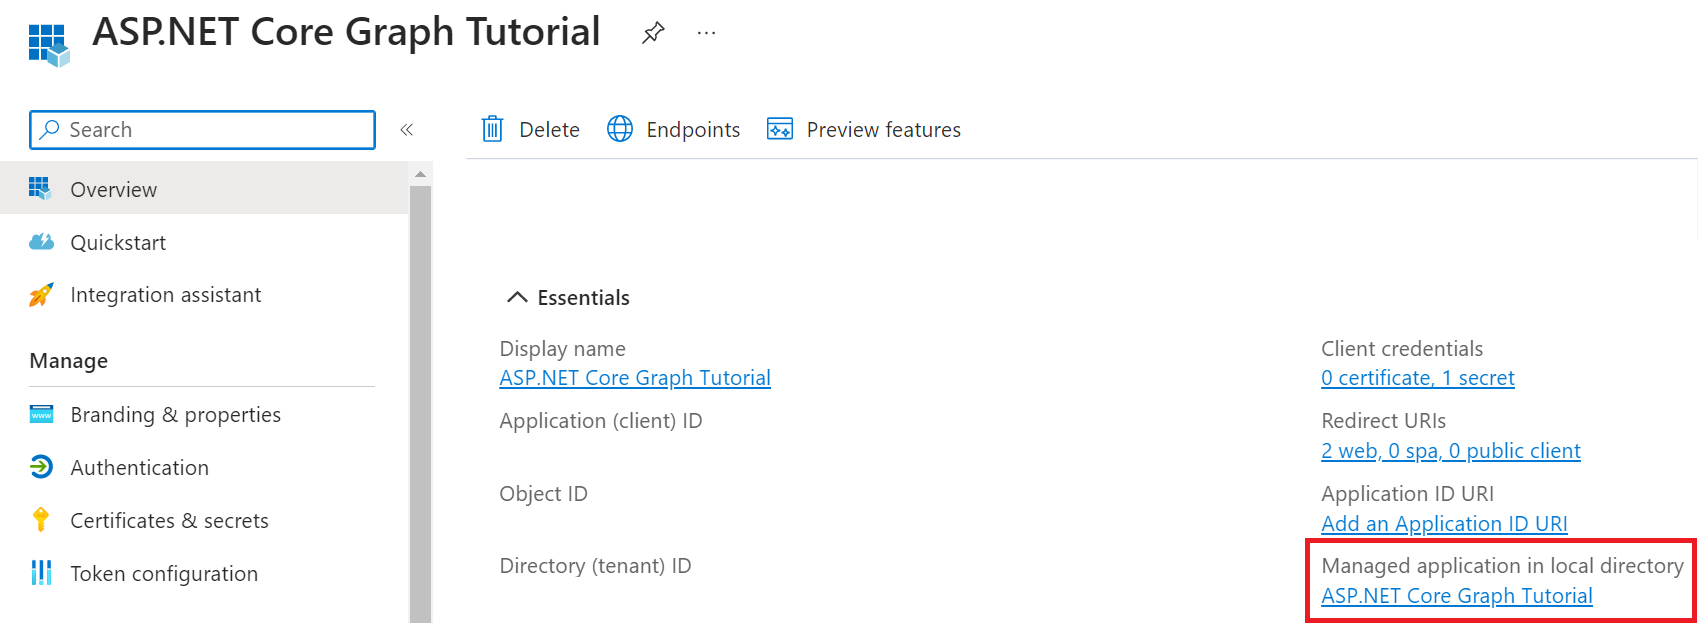 ASP.NET Core Graph Tutorial
Search
Delete
Endpoints
Preview features
Overview
Quickstart
Integration assistant
Manage
Branding & properties
Authentication
Certificates & secrets
Token configuration
Essentials
Display name
ASP.NET Core Graph Tutorial
Application (client) ID
Object ID
Directory (tenant) ID
Client credentials
0 certificate, 1 secret
Redirect URIs
2 web, 0 spa, 0 public client
Application ID URI
Add an Application ID URI
Managed application in local directory
ASP.NET Core Graph Tutorial